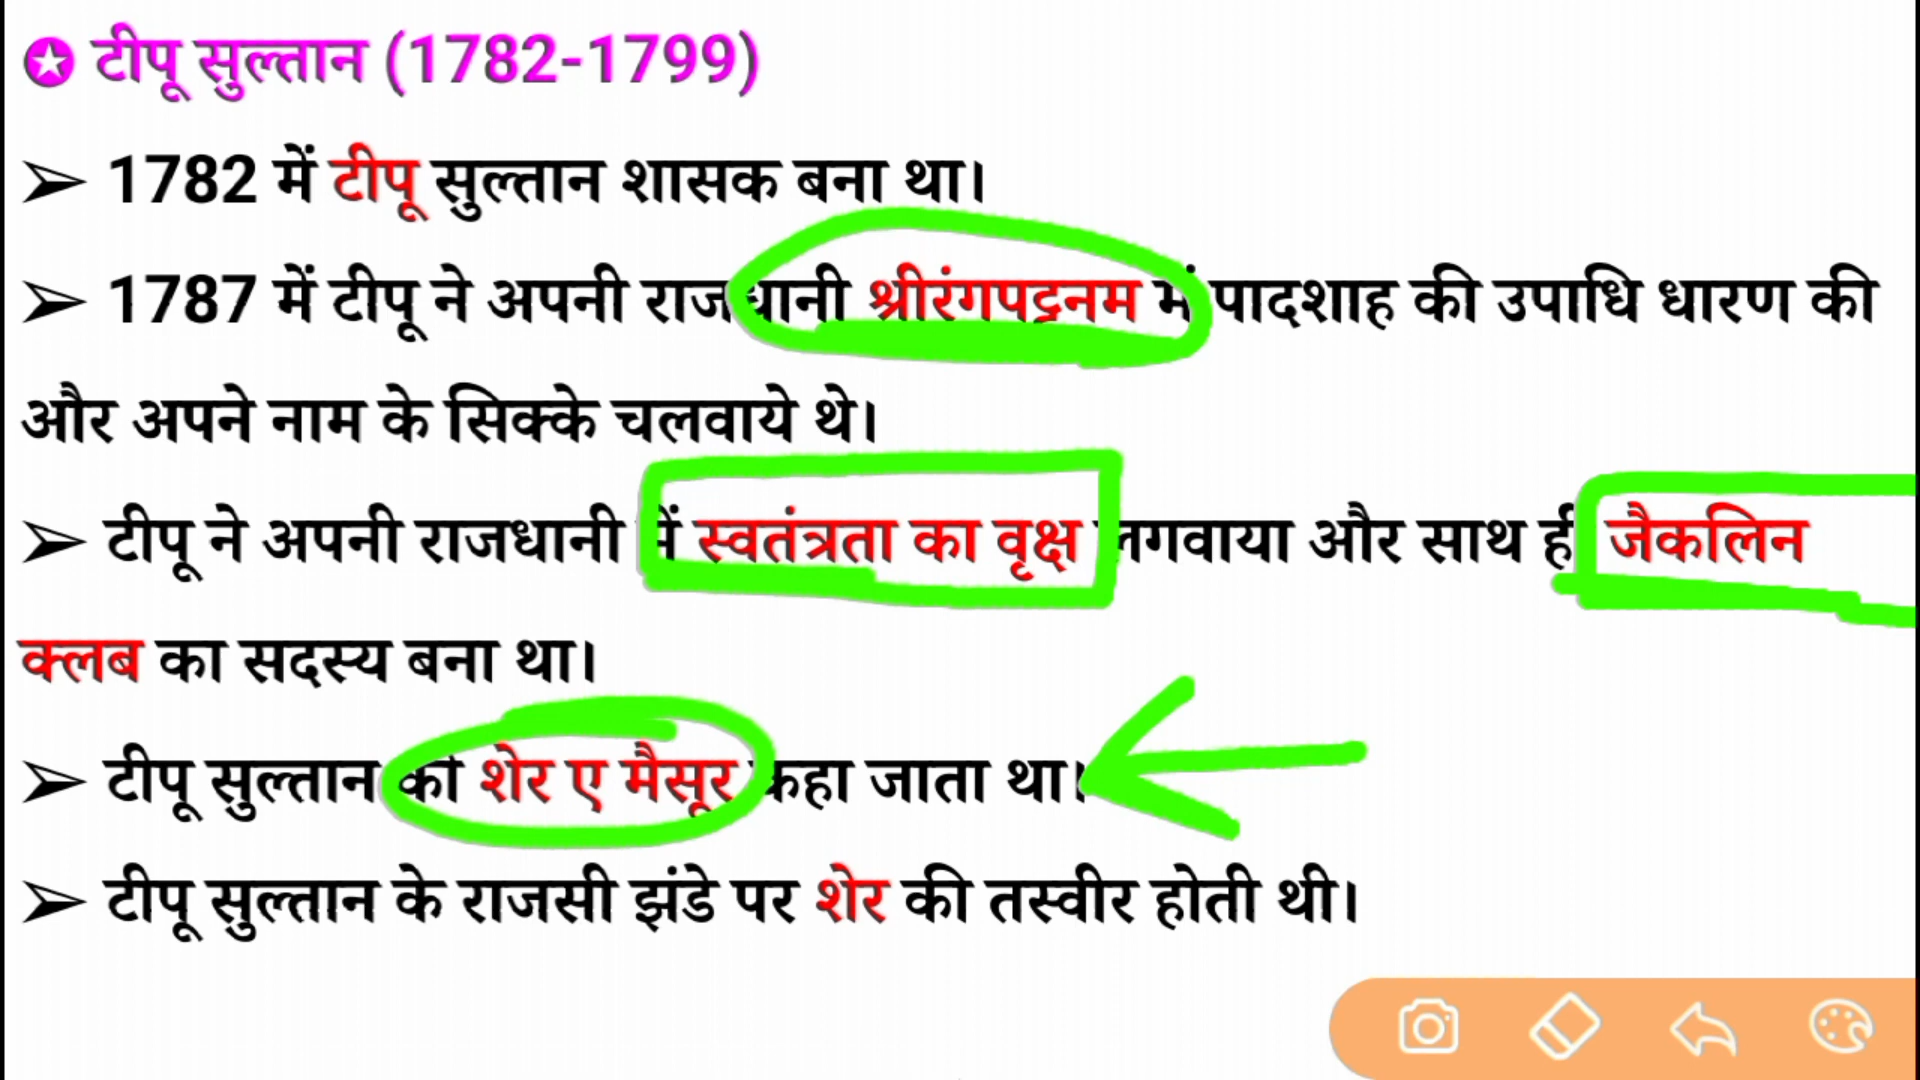 ✪ टीपू सुल्तान (1782-1799)
➢ 1782 में टीपू सुल्तान शासक बना था।
➢ 1787 में टीपू ने अपनी राजधानी श्रीरंगपट्टनम में पादशाह की उपाधि धारण की
और अपने नाम के सिक्के चलवाये थे।
➢ टीपू ने अपनी राजधानी में स्वतंत्रता का वृक्ष लगवाया और साथ ही जैकलिन
क्लब का सदस्य बना था।
➢ टीपू सुल्तान को शेर ए मैसूर कहा जाता था।
➢ टीपू सुल्तान के राजसी झंडे पर शेर की तस्वीर होती थी।